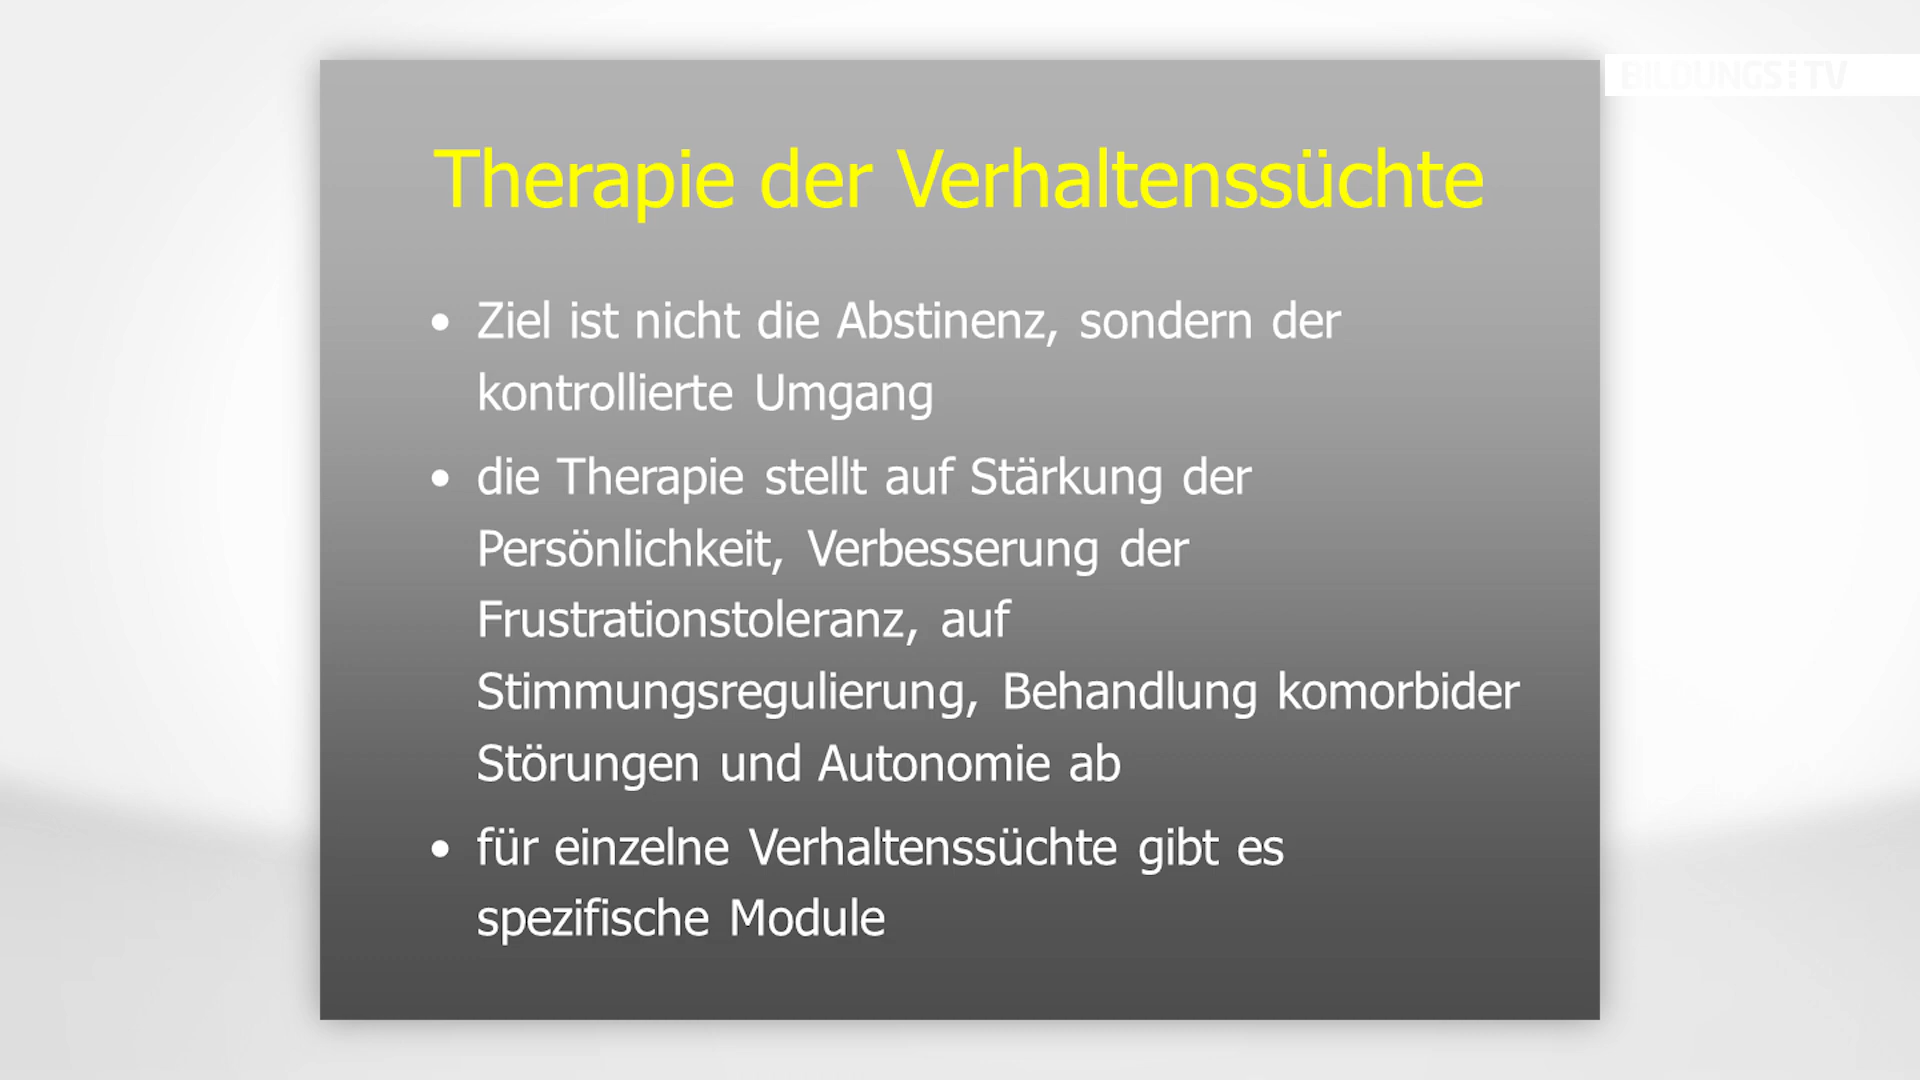 BILDUNGS TV
Therapie der Verhaltenssüchte
• Ziel ist nicht die Abstinenz, sondern der
kontrollierte Umgang
• die Therapie stellt auf Stärkung der
Persönlichkeit, Verbesserung der
Frustrationstoleranz, auf
Stimmungsregulierung, Behandlung komorbider
Störungen und Autonomie ab
• für einzelne Verhaltenssüchte gibt es
spezifische Module